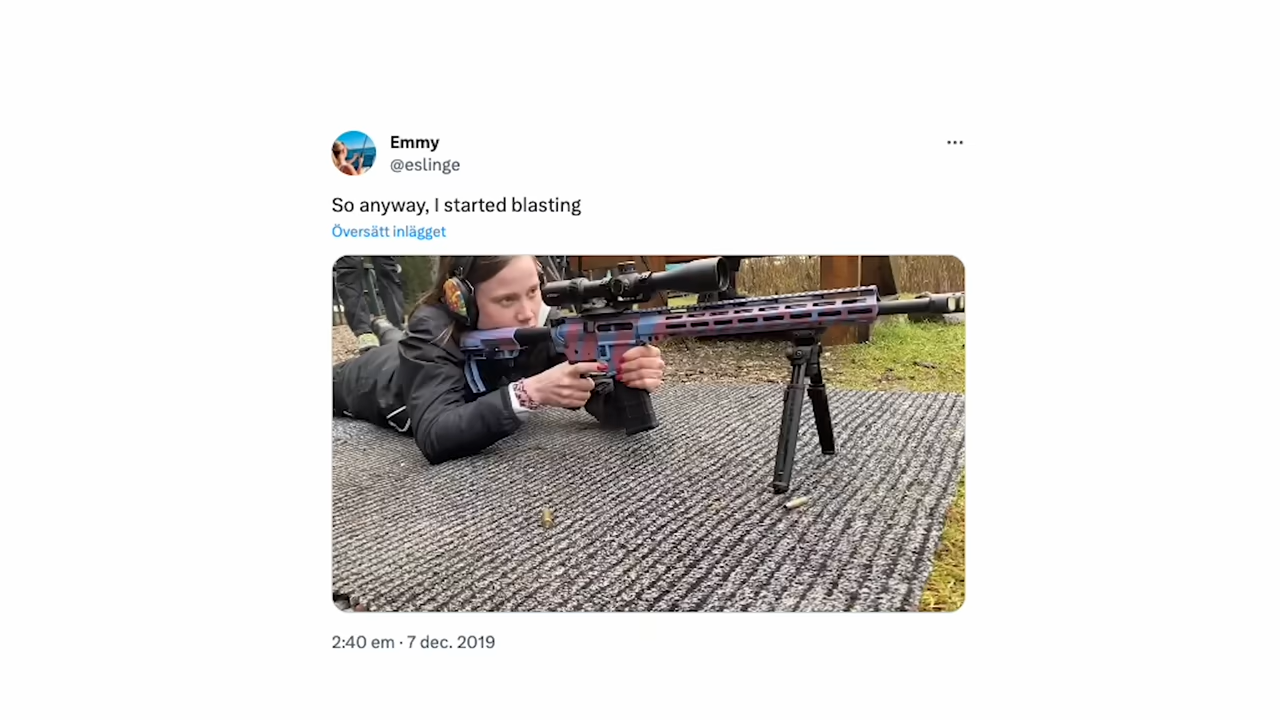 Emmy
@eslinge
So anyway, I started blasting
Översätt inlägget
2:40 em · 7 dec. 2019